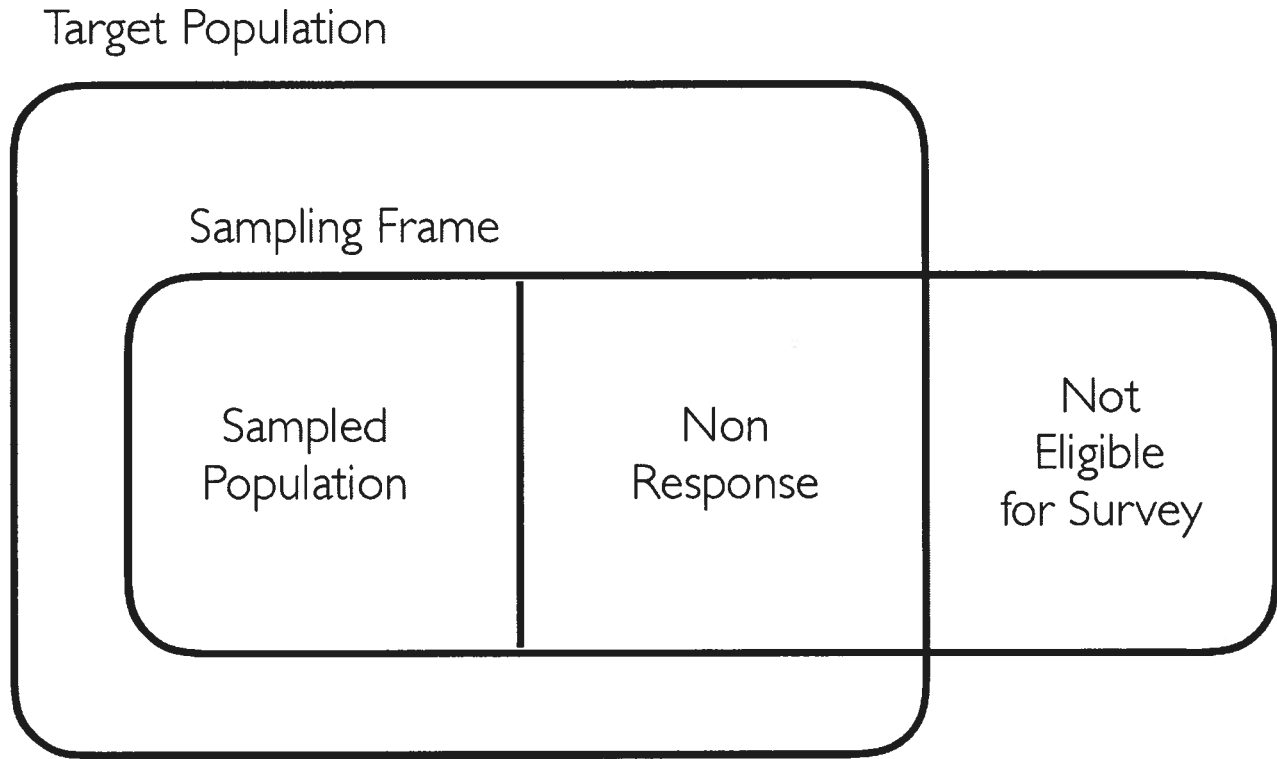 Target Population
Sampling Frame
Sampled
Population
Non
Response
Not
Eligible
for Survey